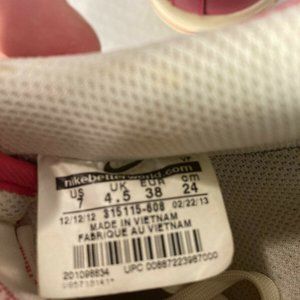 nikebetterworld.com
US UK EUR cm
7 4.5 38 24
12/12/12 315115-608 02/22/13
MADE IN VIETNAM
FABRIQUE AU VIETNAM
201098834 UPC 00887223967000